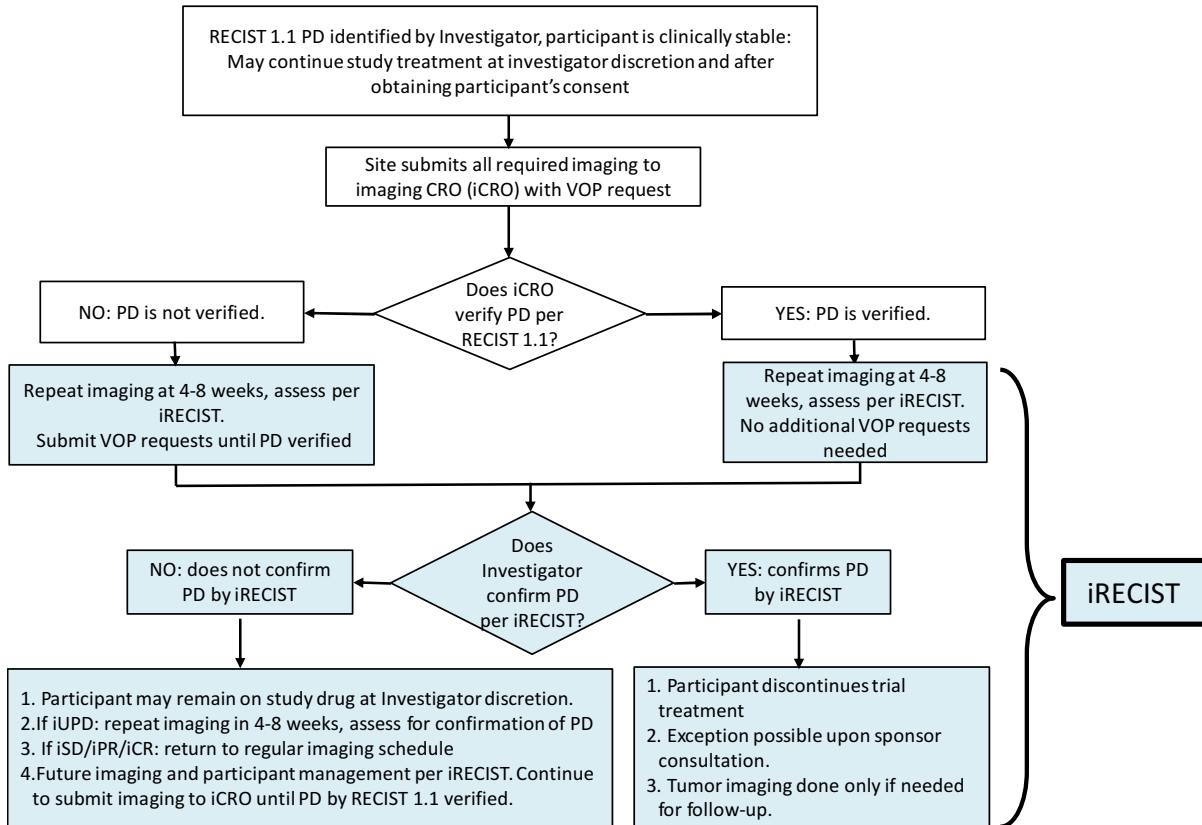 RECIST 1.1 PD identified by Investigator, participant is clinically stable:
May continue study treatment at investigator discretion and after
obtaining participant's consent
Site submits all required imaging to
imaging CRO (iCRO) with VOP request
Does iCRO
verify PD per
RECIST 1.1?
NO: PD is not verified.
YES: PD is verified.
Repeat imaging at 4-8 weeks, assess per
iRECIST.
Submit VOP requests until PD verified
Repeat imaging at 4-8
weeks, assess per iRECIST.
No additional VOP requests
needed
Does
Investigator
confirm PD
per iRECIST?
NO: does not confirm
PD by iRECIST
YES: confirms PD
by iRECIST
iRECIST
1. Participant may remain on study drug at Investigator discretion.
2.If iUPD: repeat imaging in 4-8 weeks, assess for confirmation of PD
3. If iSD/iPR/iCR: return to regular imaging schedule
4.Future imaging and participant management per iRECIST. Continue
to submit imaging to iCRO until PD by RECIST 1.1 verified.
1. Participant discontinues trial
treatment
2. Exception possible upon sponsor
consultation.
3. Tumor imaging done only if needed
for follow-up.